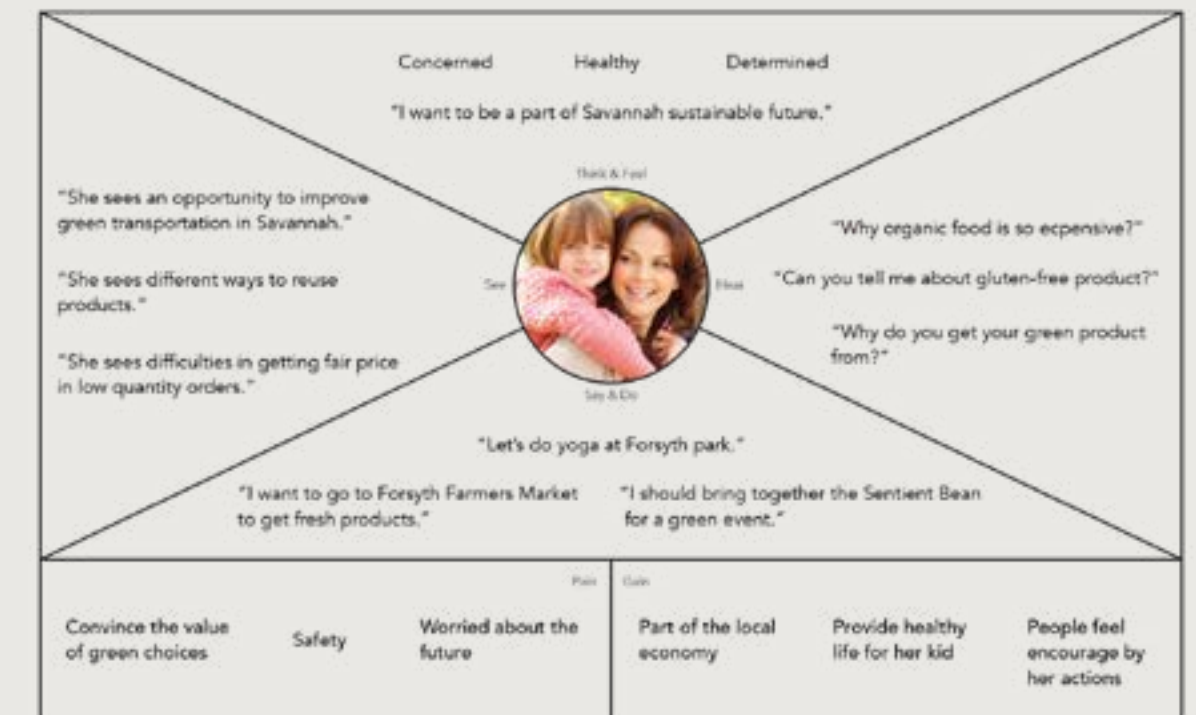 Concerned Healthy Determined
"I want to be a part of Savannah sustainable future."
Think & Feel
"She sees an opportunity to improve
green transportation in Savannah."
"She sees different ways to reuse
products."
"She sees difficulties in getting fair price
in low quantity orders."
See
Hear
"Why organic food is so ecpensive?"
"Can you tell me about gluten-free product?"
"Why do you get your green product
from?"
Say & Do
"Let's do yoga at Forsyth park."
"I want to go to Forsyth Farmers Market
to get fresh products."
"I should bring together the Sentient Bean
for a green event."
Pain
Gain
Convince the value
of green choices
Safety
Worried about the
future
Part of the local
economy
Provide healthy
life for her kid
People feel
encourage by
her actions